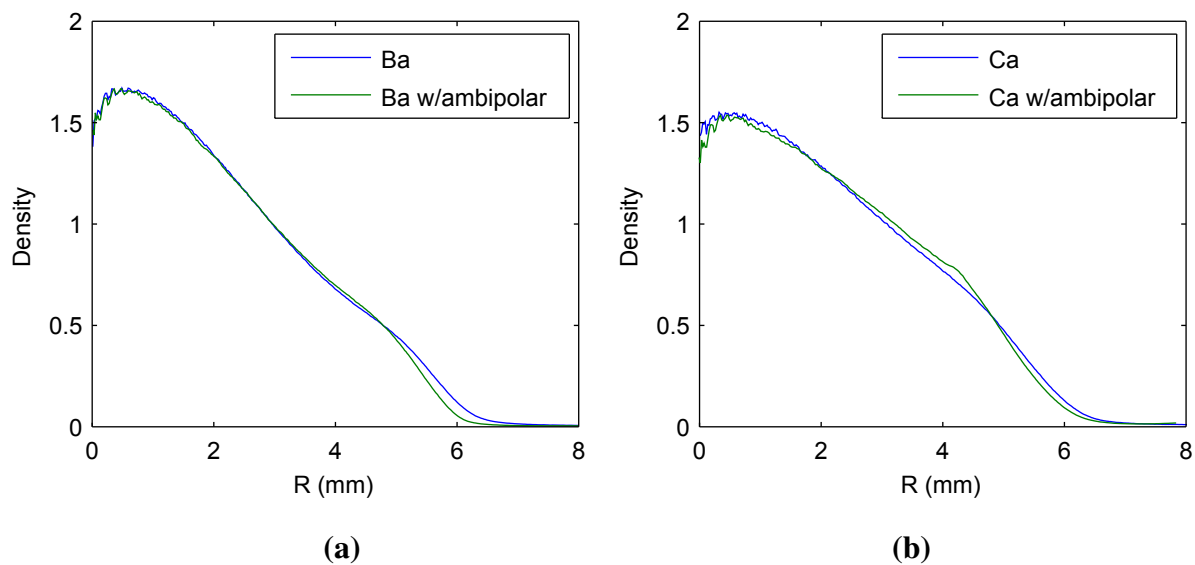 2
1.5
1
0.5
0
Density
0 2 4 6 8
R (mm)
Ba
Ba w/ambipolar
(a)
2
1.5
1
0.5
0
Density
0 2 4 6 8
R (mm)
Ca
Ca w/ambipolar
(b)